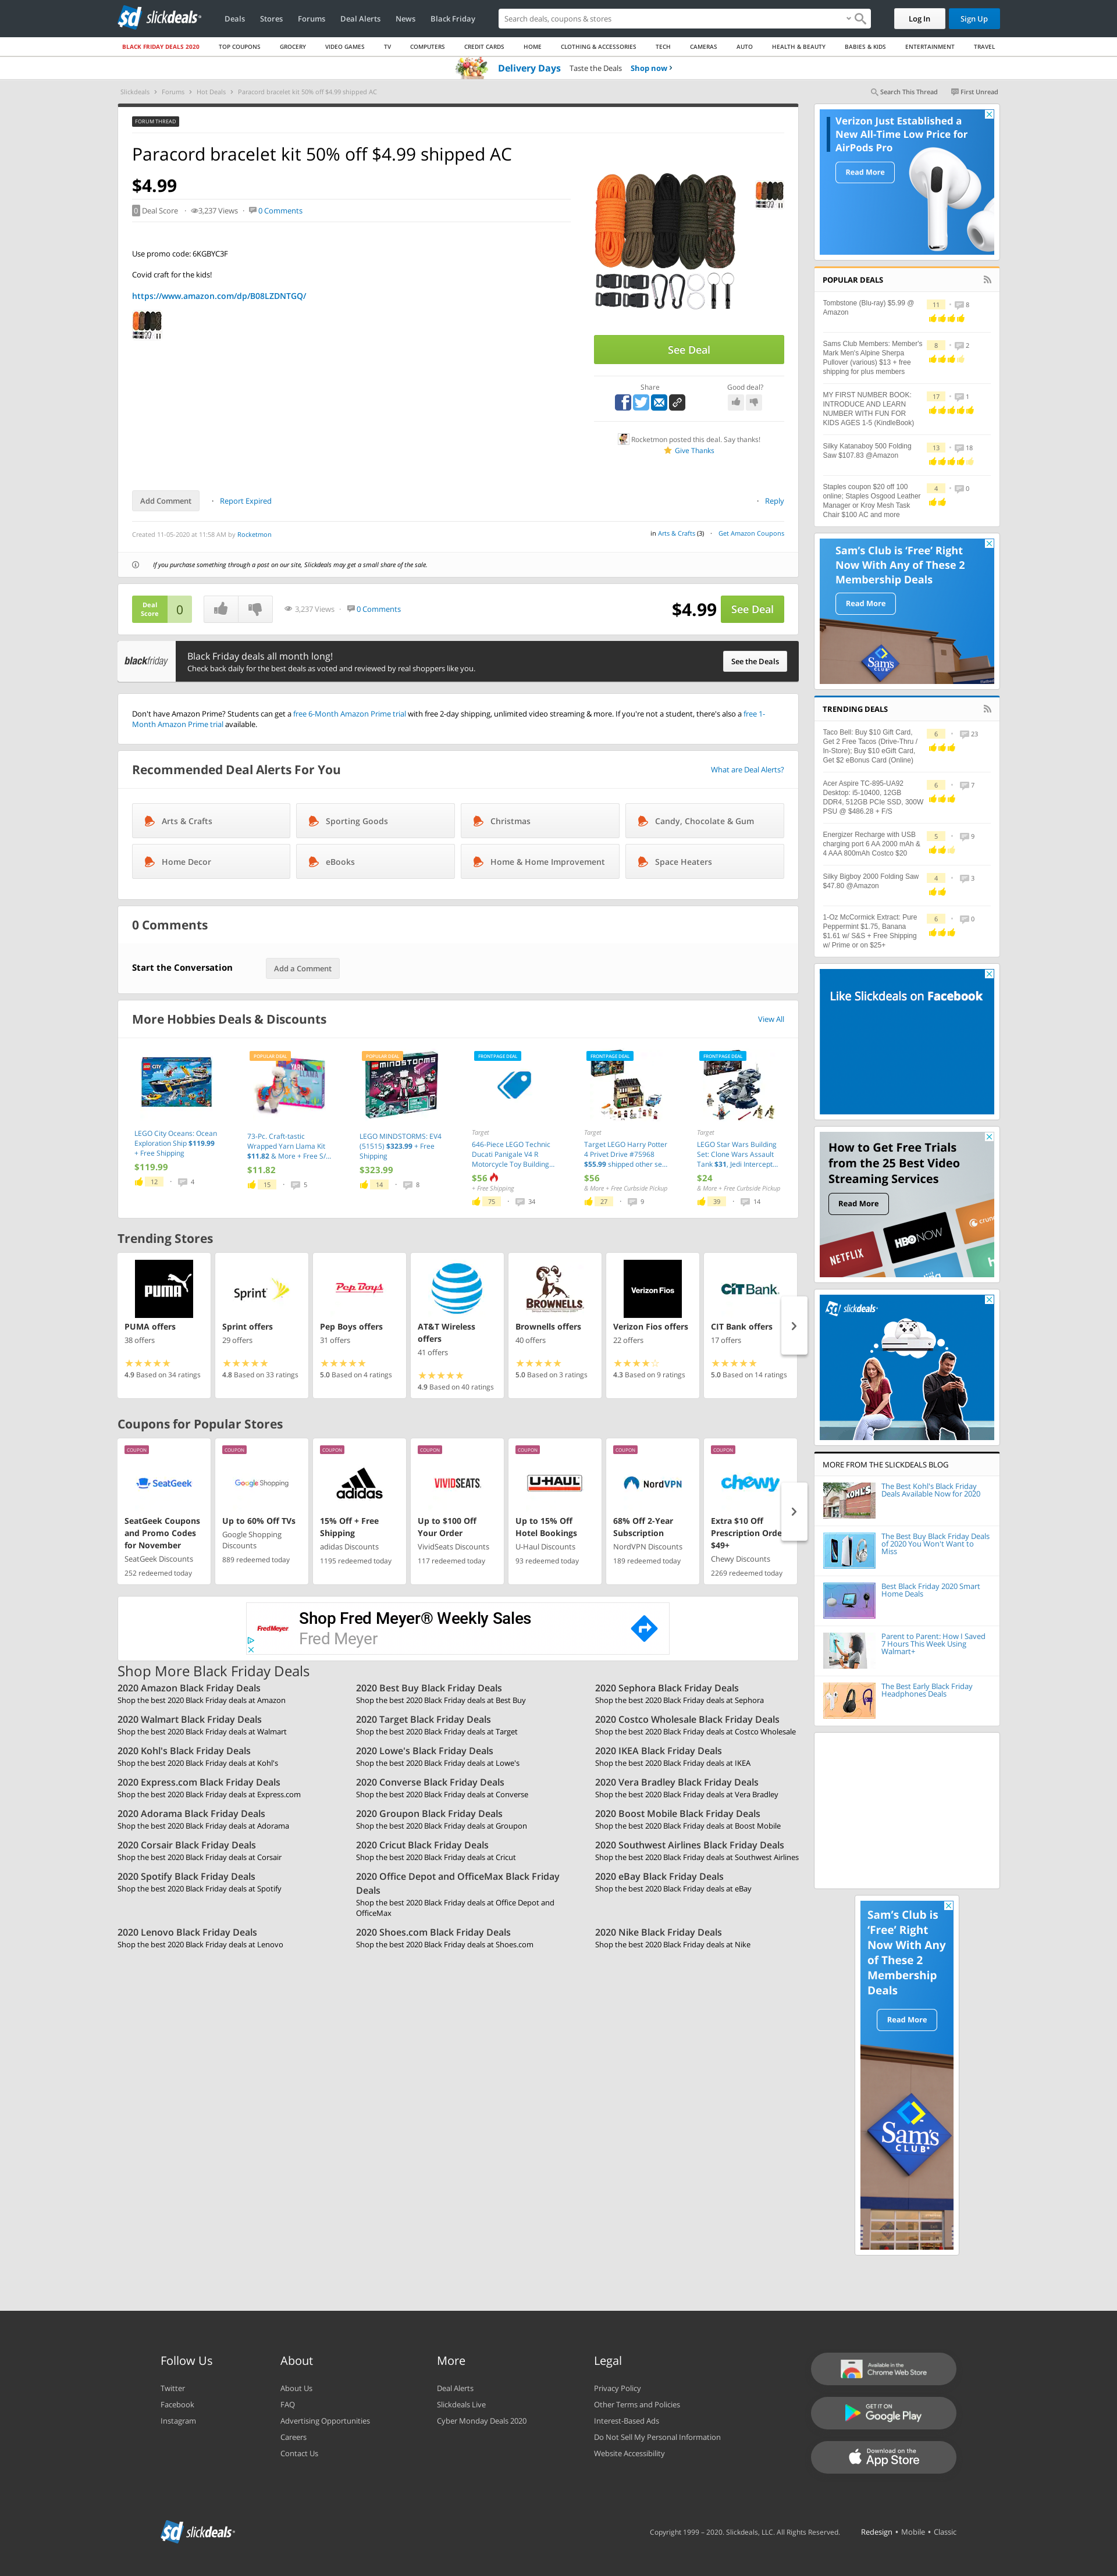 sd slickdeals
Deals
Stores
Forums
Deal Alerts
News
Black Friday
Search deals, coupons & stores
Log In
Sign Up
BLACK FRIDAY DEALS 2020
TOP COUPONS
GROCERY
VIDEO GAMES
TV
COMPUTERS
CREDIT CARDS
HOME
CLOTHING & ACCESSORIES
TECH
CAMERAS
AUTO
HEALTH & BEAUTY
BABIES & KIDS
ENTERTAINMENT
TRAVEL
Delivery Days Taste the Deals Shop now
Slickdeals > Forums > Hot Deals > Paracord bracelet kit 50% off $4.99 shipped AC
Search This Thread
First Unread
FORUM THREAD
Paracord bracelet kit 50% off $4.99 shipped AC
$4.99
0 Deal Score · 3,237 Views · 0 Comments
Use promo code: 6KGBYC3F
Covid craft for the kids!
https://www.amazon.com/dp/B08LZDNTGQ/
See Deal
Share
Good deal?
Rocketmon posted this deal. Say thanks!
Give Thanks
Add Comment · Report Expired
· Reply
Created 11-05-2020 at 11:58 AM by Rocketmon
in Arts & Crafts (3) · Get Amazon Coupons
If you purchase something through a post on our site, Slickdeals may get a small share of the sale.
Deal Score 0
3,237 Views · 0 Comments
$4.99 See Deal
blackfriday
Black Friday deals all month long!
Check back daily for the best deals as voted and reviewed by real shoppers like you.
See the Deals
Don't have Amazon Prime? Students can get a free 6-Month Amazon Prime trial with free 2-day shipping, unlimited video streaming & more. If you're not a student, there's also a free 1-
Month Amazon Prime trial available.
Recommended Deal Alerts For You
What are Deal Alerts?
Arts & Crafts
Sporting Goods
Christmas
Candy, Chocolate & Gum
Home Decor
eBooks
Home & Home Improvement
Space Heaters
0 Comments
Start the Conversation
Add a Comment
More Hobbies Deals & Discounts
View All
LEGO City Oceans: Ocean
Exploration Ship $119.99
+ Free Shipping
$119.99
12 · 4
POPULAR DEAL
73-Pc. Craft-tastic
Wrapped Yarn Llama Kit
$11.82 & More + Free S/...
$11.82
15 · 5
POPULAR DEAL
MINDSTORMS
LEGO MINDSTORMS: EV4
(51515) $323.99 + Free
Shipping
$323.99
14 · 8
FRONTPAGE DEAL
Target
646-Piece LEGO Technic
Ducati Panigale V4 R
Motorcycle Toy Building...
$56
+ Free Shipping
75 · 34
FRONTPAGE DEAL
Target
Target LEGO Harry Potter
4 Privet Drive #75968
$55.99 shipped other se...
$56
& More + Free Curbside Pickup
27 · 9
FRONTPAGE DEAL
Target
LEGO Star Wars Building
Set: Clone Wars Assault
Tank $31, Jedi Intercept...
$24
& More + Free Curbside Pickup
39 · 14
Trending Stores
PUMA
PUMA offers
38 offers
4.9 Based on 34 ratings
Sprint
Sprint offers
29 offers
4.8 Based on 33 ratings
Pep Boys
Pep Boys offers
31 offers
5.0 Based on 4 ratings
AT&T Wireless
offers
41 offers
4.9 Based on 40 ratings
BROWNELLS
Brownells offers
40 offers
5.0 Based on 3 ratings
Verizon Fios
Verizon Fios offers
22 offers
4.3 Based on 9 ratings
CIT Bank
CIT Bank offers
17 offers
5.0 Based on 14 ratings
Coupons for Popular Stores
COUPON
SeatGeek
SeatGeek Coupons
and Promo Codes
for November
SeatGeek Discounts
252 redeemed today
COUPON
Google Shopping
Up to 60% Off TVs
Google Shopping
Discounts
889 redeemed today
COUPON
adidas
15% Off + Free
Shipping
adidas Discounts
1195 redeemed today
COUPON
VIVIDSEATS
Up to $100 Off
Your Order
VividSeats Discounts
117 redeemed today
COUPON
U-HAUL
Up to 15% Off
Hotel Bookings
U-Haul Discounts
93 redeemed today
COUPON
NordVPN
68% Off 2-Year
Subscription
NordVPN Discounts
189 redeemed today
COUPON
chewy
Extra $10 Off
Prescription Orde
$49+
Chewy Discounts
2269 redeemed today
Fred Meyer
Shop Fred Meyer® Weekly Sales
Fred Meyer
Shop More Black Friday Deals
2020 Amazon Black Friday Deals
Shop the best 2020 Black Friday deals at Amazon
2020 Best Buy Black Friday Deals
Shop the best 2020 Black Friday deals at Best Buy
2020 Sephora Black Friday Deals
Shop the best 2020 Black Friday deals at Sephora
2020 Walmart Black Friday Deals
Shop the best 2020 Black Friday deals at Walmart
2020 Target Black Friday Deals
Shop the best 2020 Black Friday deals at Target
2020 Costco Wholesale Black Friday Deals
Shop the best 2020 Black Friday deals at Costco Wholesale
2020 Kohl's Black Friday Deals
Shop the best 2020 Black Friday deals at Kohl's
2020 Lowe's Black Friday Deals
Shop the best 2020 Black Friday deals at Lowe's
2020 IKEA Black Friday Deals
Shop the best 2020 Black Friday deals at IKEA
2020 Express.com Black Friday Deals
Shop the best 2020 Black Friday deals at Express.com
2020 Converse Black Friday Deals
Shop the best 2020 Black Friday deals at Converse
2020 Vera Bradley Black Friday Deals
Shop the best 2020 Black Friday deals at Vera Bradley
2020 Adorama Black Friday Deals
Shop the best 2020 Black Friday deals at Adorama
2020 Groupon Black Friday Deals
Shop the best 2020 Black Friday deals at Groupon
2020 Boost Mobile Black Friday Deals
Shop the best 2020 Black Friday deals at Boost Mobile
2020 Corsair Black Friday Deals
Shop the best 2020 Black Friday deals at Corsair
2020 Cricut Black Friday Deals
Shop the best 2020 Black Friday deals at Cricut
2020 Southwest Airlines Black Friday Deals
Shop the best 2020 Black Friday deals at Southwest Airlines
2020 Spotify Black Friday Deals
Shop the best 2020 Black Friday deals at Spotify
2020 Office Depot and OfficeMax Black Friday
Deals
Shop the best 2020 Black Friday deals at Office Depot and
OfficeMax
2020 eBay Black Friday Deals
Shop the best 2020 Black Friday deals at eBay
2020 Lenovo Black Friday Deals
Shop the best 2020 Black Friday deals at Lenovo
2020 Shoes.com Black Friday Deals
Shop the best 2020 Black Friday deals at Shoes.com
2020 Nike Black Friday Deals
Shop the best 2020 Black Friday deals at Nike
Verizon Just Established a
New All-Time Low Price for
AirPods Pro
Read More
POPULAR DEALS
Tombstone (Blu-ray) $5.99 @
Amazon
11 · 8
Sams Club Members: Member's
Mark Men's Alpine Sherpa
Pullover (various) $13 + free
shipping for plus members
8 · 2
MY FIRST NUMBER BOOK:
INTRODUCE AND LEARN
NUMBER WITH FUN FOR
KIDS AGES 1-5 (KindleBook)
17 · 1
Silky Katanaboy 500 Folding
Saw $107.83 @Amazon
13 · 18
Staples coupon $20 off 100
online; Staples Osgood Leather
Manager or Kroy Mesh Task
Chair $100 AC and more
4 · 0
Sam's Club is 'Free' Right
Now With Any of These 2
Membership Deals
Read More
Sam's CLUB
TRENDING DEALS
Taco Bell: Buy $10 Gift Card,
Get 2 Free Tacos (Drive-Thru /
In-Store); Buy $10 eGift Card,
Get $2 eBonus Card (Online)
6 · 23
Acer Aspire TC-895-UA92
Desktop: i5-10400, 12GB
DDR4, 512GB PCIe SSD, 300W
PSU @ $486.28 + F/S
6 · 7
Energizer Recharge with USB
charging port 6 AA 2000 mAh &
4 AAA 800mAh Costco $20
5 · 9
Silky Bigboy 2000 Folding Saw
$47.80 @Amazon
4 · 3
1-Oz McCormick Extract: Pure
Peppermint $1.75, Banana
$1.61 w/ S&S + Free Shipping
w/ Prime or on $25+
6 · 0
Like Slickdeals on Facebook
How to Get Free Trials
from the 25 Best Video
Streaming Services
Read More
NETFLIX
HBO NOW
crunc
sd slickdeals
MORE FROM THE SLICKDEALS BLOG
KOHL'S
The Best Kohl's Black Friday
Deals Available Now for 2020
The Best Buy Black Friday Deals
of 2020 You Won't Want to
Miss
Best Black Friday 2020 Smart
Home Deals
Parent to Parent: How I Saved
7 Hours This Week Using
Walmart+
The Best Early Black Friday
Headphones Deals
Sam's Club is
'Free' Right
Now With Any
of These 2
Membership
Deals
Read More
Sam's CLUB
Follow Us
Twitter
Facebook
Instagram
About
About Us
FAQ
Advertising Opportunities
Careers
Contact Us
More
Deal Alerts
Slickdeals Live
Cyber Monday Deals 2020
Legal
Privacy Policy
Other Terms and Policies
Interest-Based Ads
Do Not Sell My Personal Information
Website Accessibility
Available in the
Chrome Web Store
GET IT ON
Google Play
Download on the
App Store
sd slickdeals
Copyright 1999 – 2020. Slickdeals, LLC. All Rights Reserved.
Redesign • Mobile • Classic